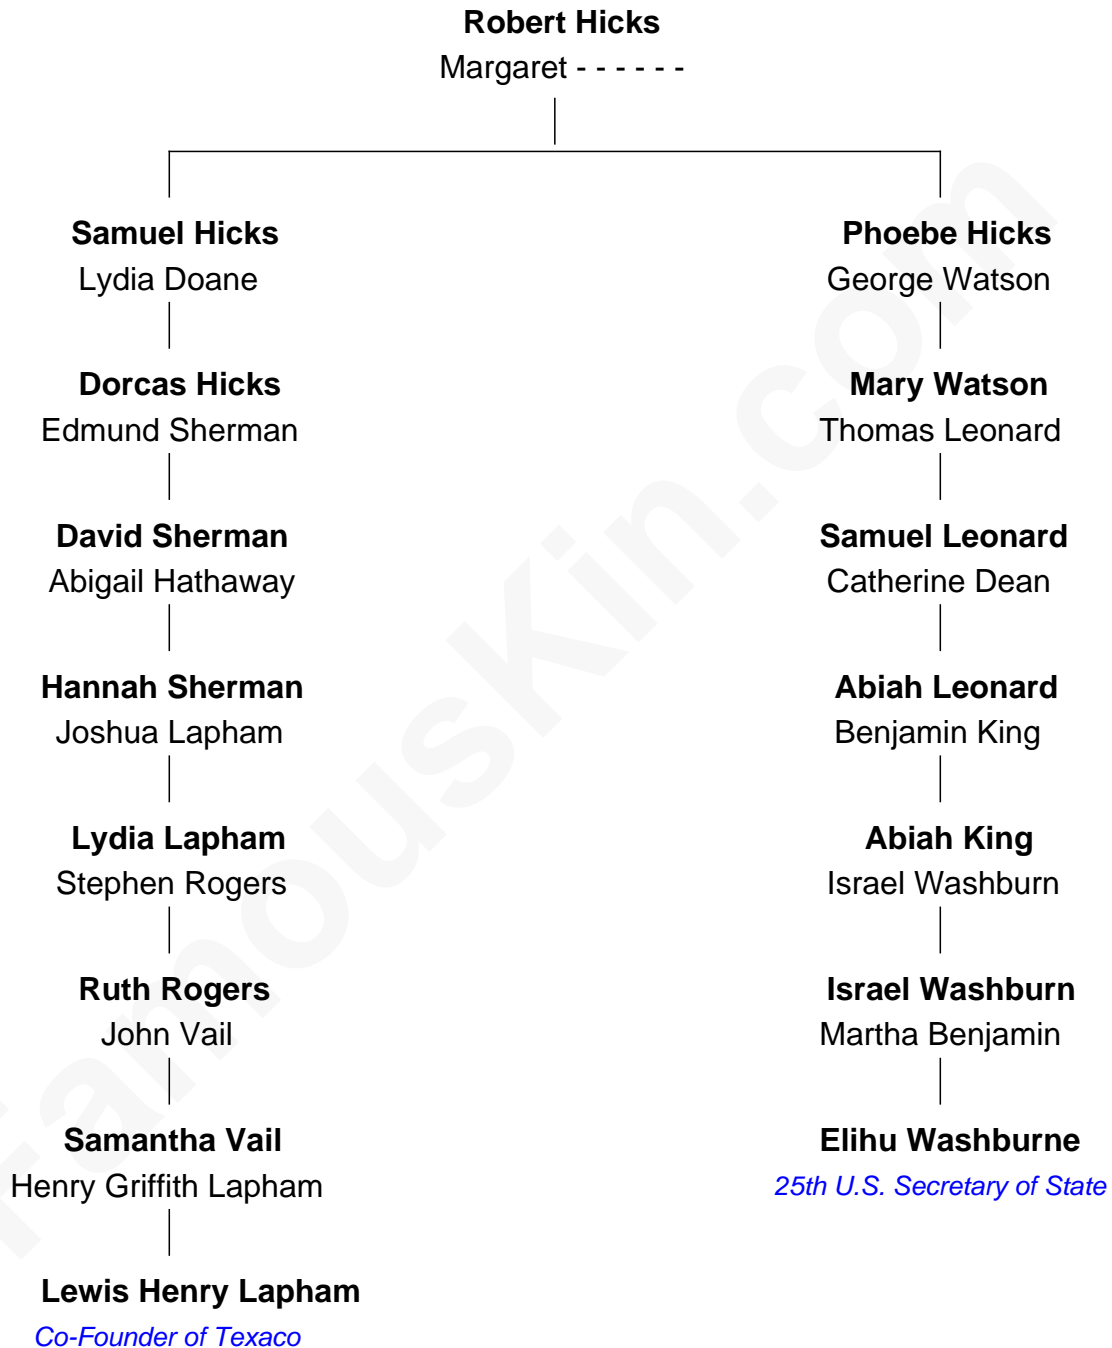 Robert Hicks
Margaret - - - - - -
Samuel Hicks
Lydia Doane
Phoebe Hicks
George Watson
Dorcas Hicks
Edmund Sherman
Mary Watson
Thomas Leonard
David Sherman
Abigail Hathaway
Samuel Leonard
Catherine Dean
Hannah Sherman
Joshua Lapham
Abiah Leonard
Benjamin King
Lydia Lapham
Stephen Rogers
Abiah King
Israel Washburn
Ruth Rogers
John Vail
Israel Washburn
Martha Benjamin
Samantha Vail
Henry Griffith Lapham
Elihu Washburne
25th U.S. Secretary of State
Lewis Henry Lapham
Co-Founder of Texaco
FamousKin.com